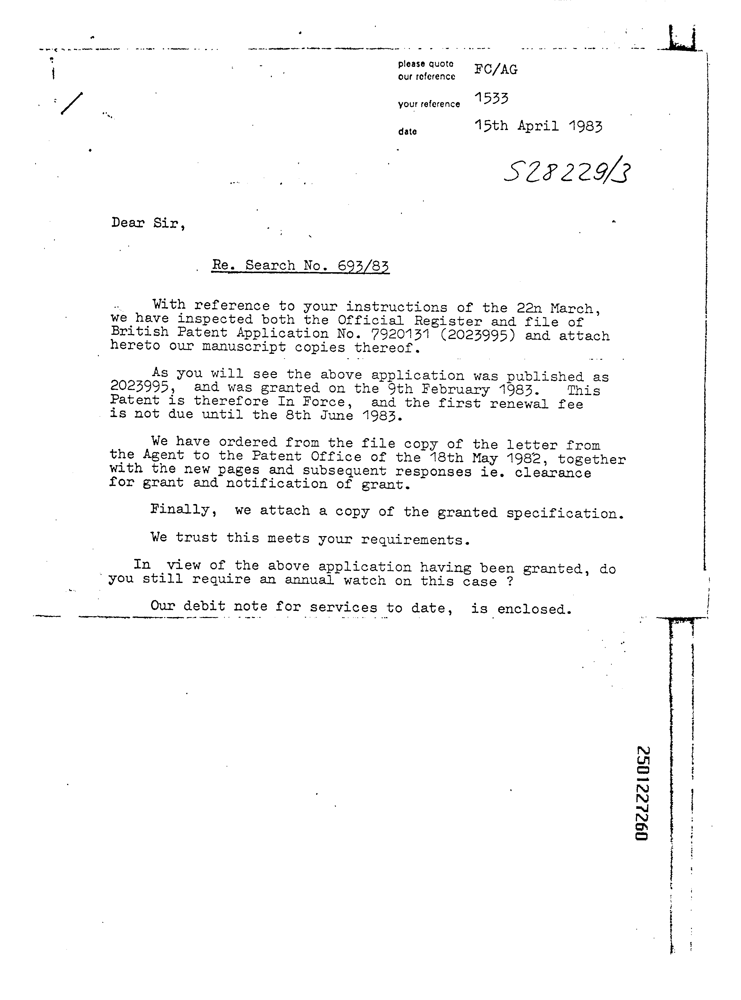 please quote
our reference FC/AG
your reference 1533
date 15th April 1983
S28229/3
Dear Sir,
Re. Search No. 693/83
With reference to your instructions of the 22n March,
we have inspected both the Official Register and file of
British Patent Application No. 7920131 (2023995) and attach
hereto our manuscript copies thereof.
As you will see the above application was published as
2023995, and was granted on the 9th February 1983. This
Patent is therefore In Force, and the first renewal fee
is not due until the 8th June 1983.
We have ordered from the file copy of the letter from
the Agent to the Patent Office of the 18th May 1982, together
with the new pages and subsequent responses ie. clearance
for grant and notification of grant.
Finally, we attach a copy of the granted specification.
We trust this meets your requirements.
In view of the above application having been granted, do
you still require an annual watch on this case ?
Our debit note for services to date, is enclosed.
2501227260